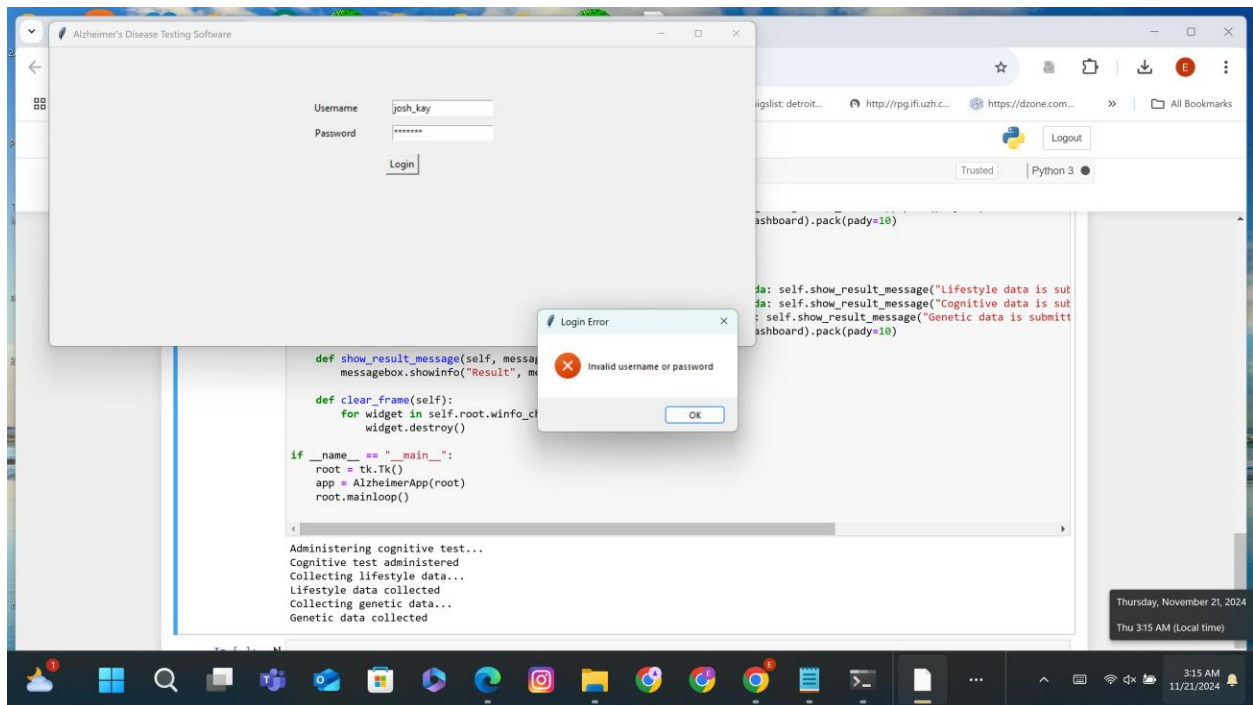 Alzheimer's Disease Testing Software
Username josh_kay
Password *******
Login
E
igslist: detroit... http://rpg.ifi.uzh.c... https://dzone.com... » All Bookmarks
Logout
Trusted Python 3
ashboard).pack(pady=10)
da: self.show_result_message("Lifestyle data is sub
da: self.show_result_message("Cognitive data is sub
: self.show_result_message("Genetic data is submitt
ashboard).pack(pady=10)
Login Error
Invalid username or password
OK
def show_result_message(self, messag
messagebox.showinfo("Result", me
def clear_frame(self):
for widget in self.root.winfo_ch
widget.destroy()
if __name__ == "__main__":
root = tk.Tk()
app = AlzheimerApp(root)
root.mainloop()
Administering cognitive test...
Cognitive test administered
Collecting lifestyle data...
Lifestyle data collected
Collecting genetic data...
Genetic data collected
Thursday, November 21, 2024
Thu 3:15 AM (Local time)
1
3:15 AM
11/21/2024